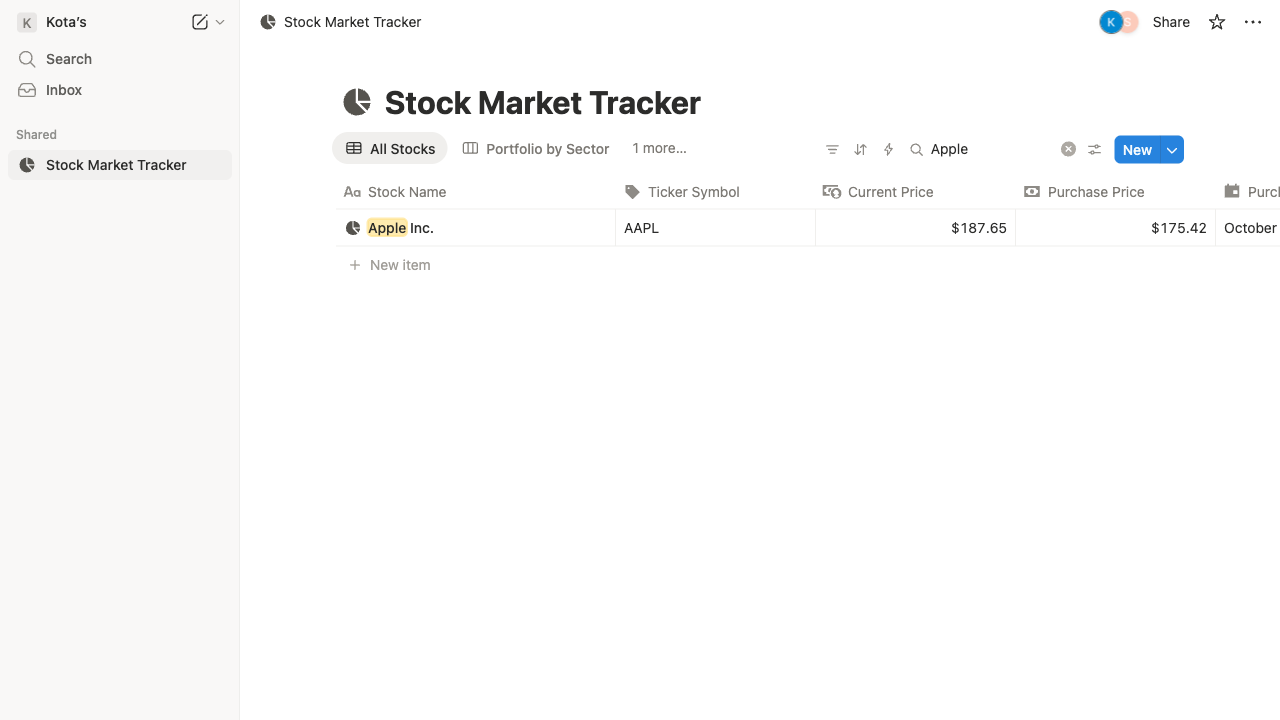 K Kota’s
Stock Market Tracker
K S Share
Search
Inbox
Shared
Stock Market Tracker
Stock Market Tracker
All Stocks Portfolio by Sector 1 more... Apple New
Aa Stock Name Ticker Symbol Current Price Purchase Price Purch
Apple Inc. AAPL $187.65 $175.42 October
New item